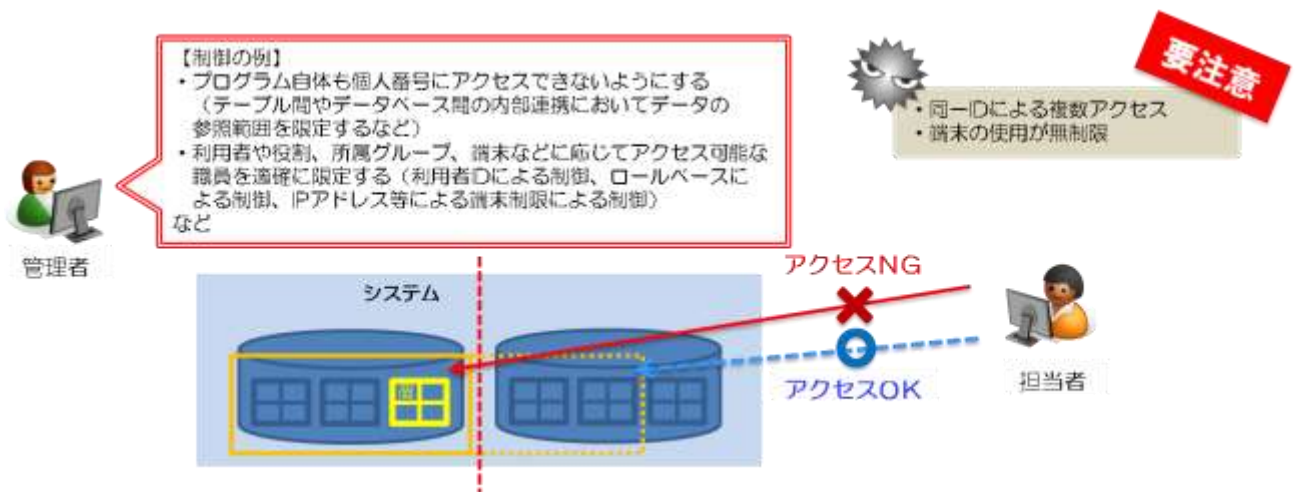 【制御の例】
・プログラム自体も個人番号にアクセスできないようにする
（テーブル間やデータベース間の内部連携においてデータの
参照範囲を限定するなど）
・利用者や役割、所属グループ、端末などに応じてアクセス可能な
職員を適確に限定する（利用者IDによる制御、ロールベースに
よる制御、IPアドレス等による端末制限による制御）
など
要注意
・同一IDによる複数アクセス
・端末の使用が無制限
管理者
システム
アクセスNG
アクセスOK
担当者